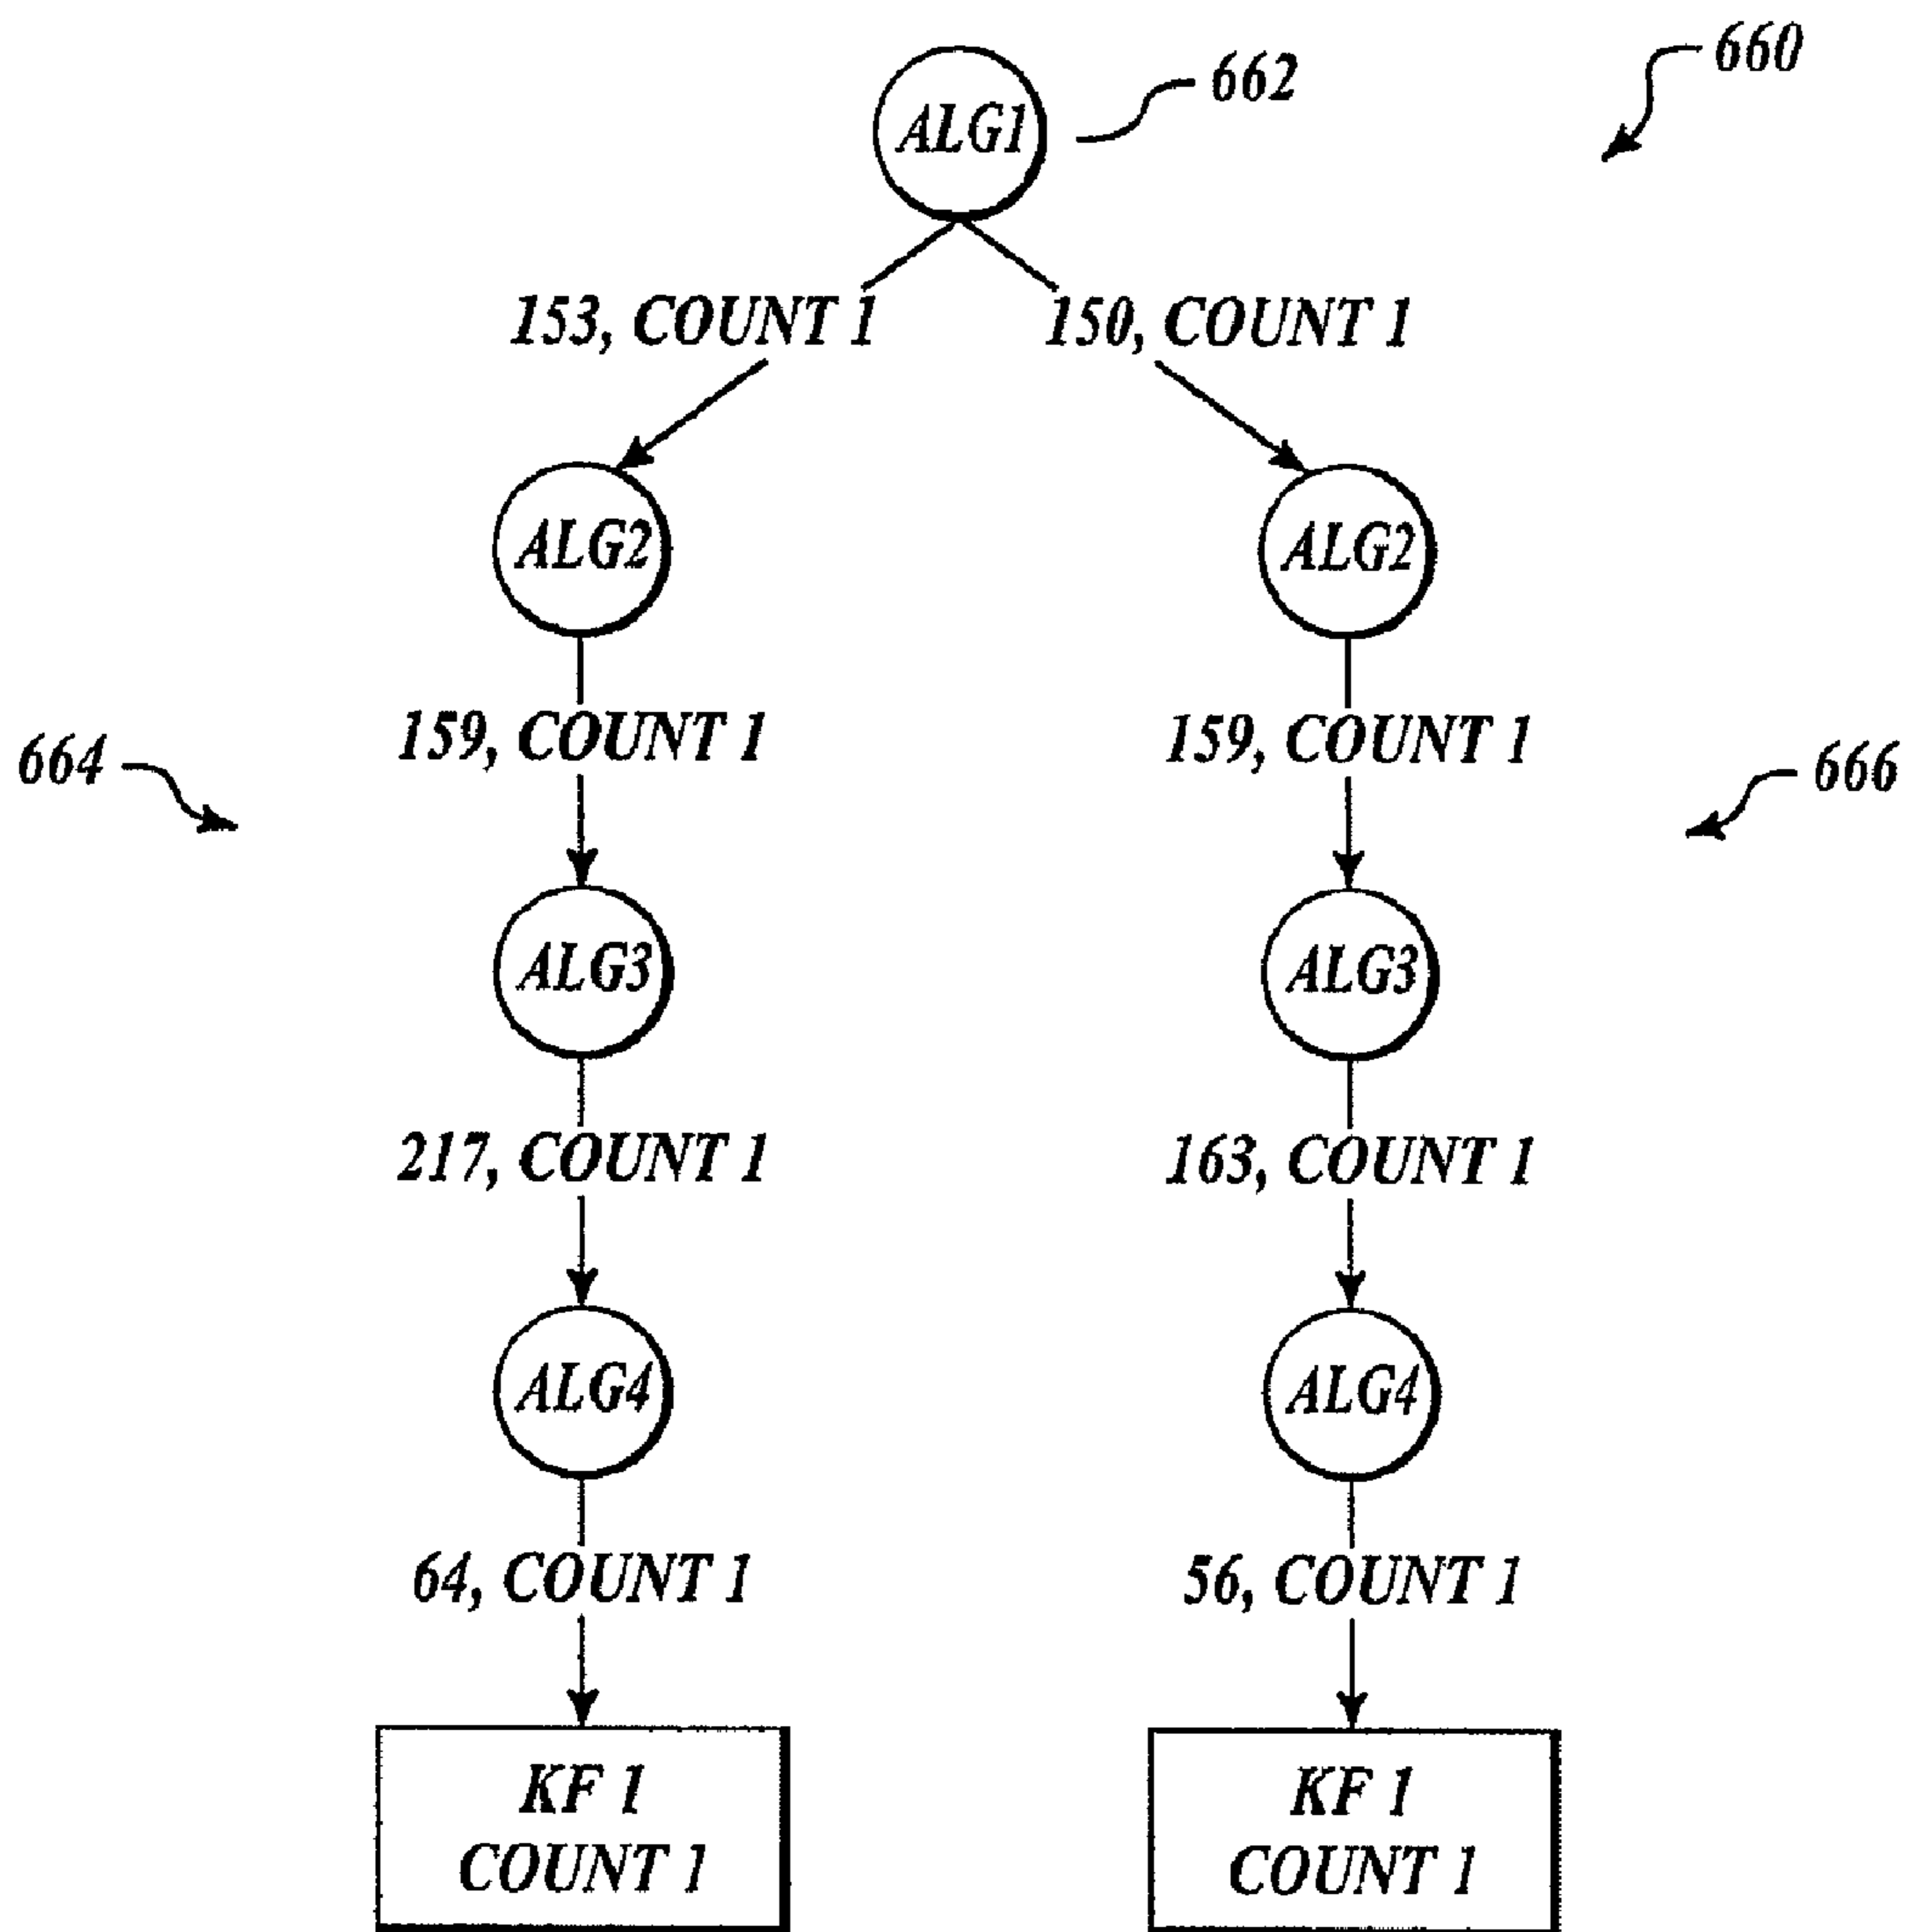 660
662
ALG1
153, COUNT 1
150, COUNT 1
ALG2
ALG2
159, COUNT 1
159, COUNT 1
664
666
ALG3
ALG3
217, COUNT 1
163, COUNT 1
ALG4
ALG4
64, COUNT 1
56, COUNT 1
KF 1
COUNT 1
KF 1
COUNT 1